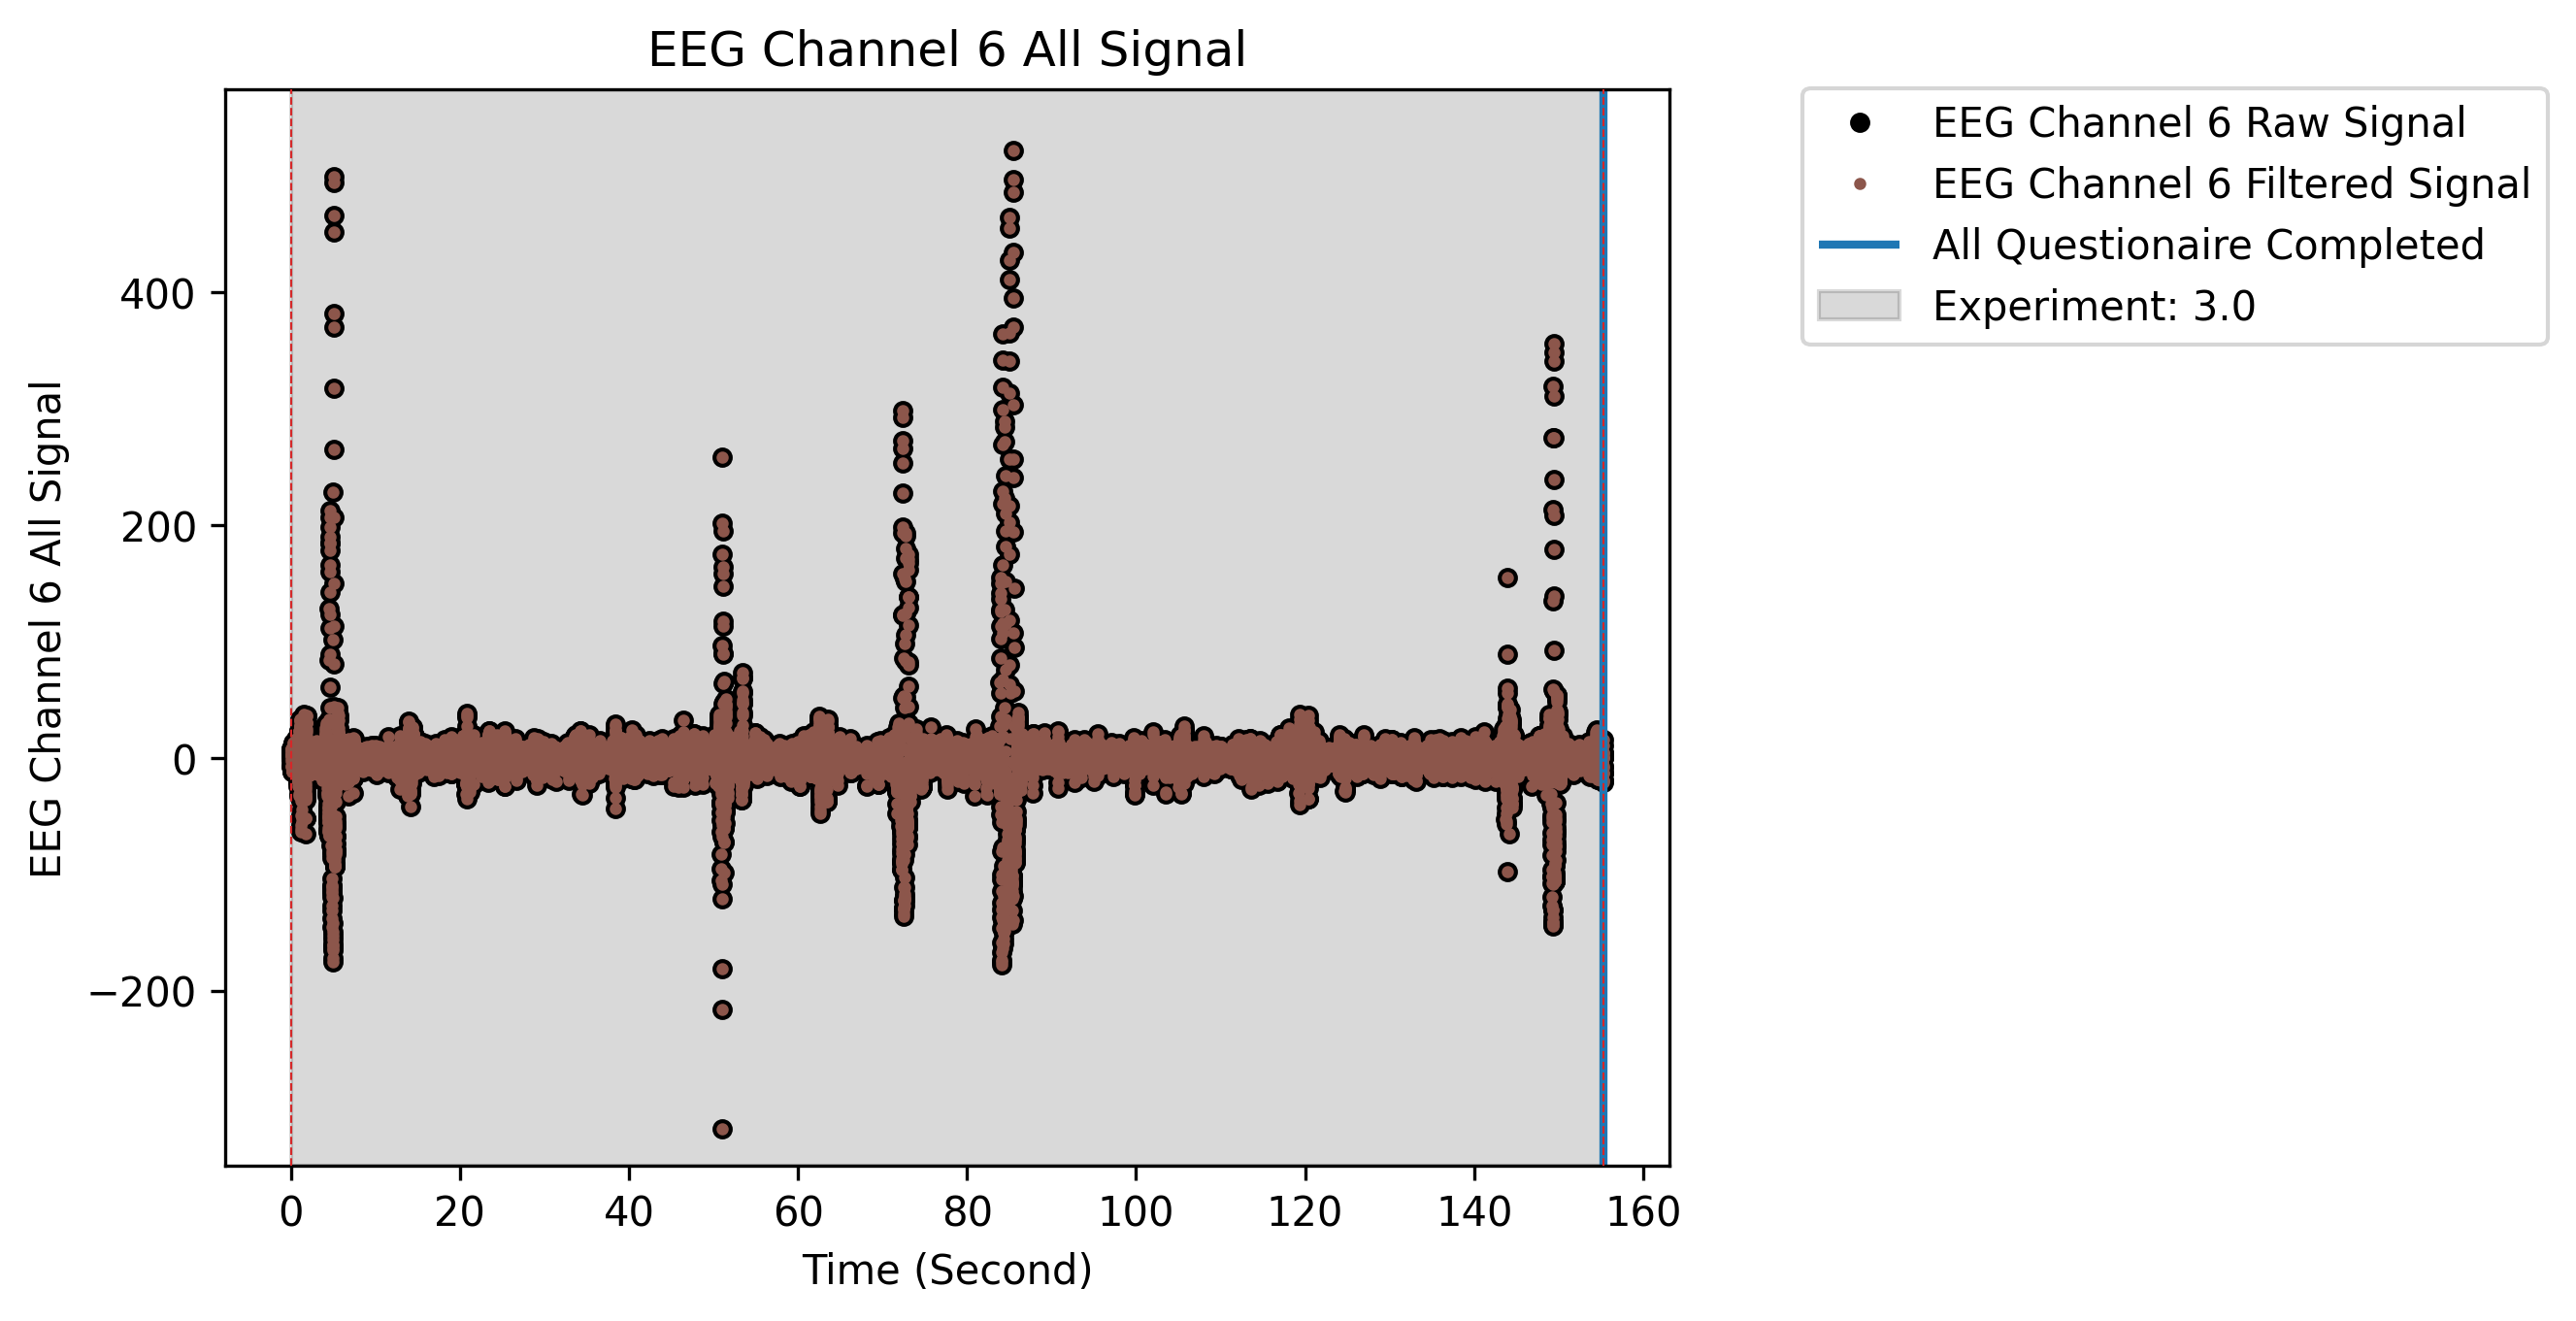 EEG Channel 6 All Signal
EEG Channel 6 Raw Signal
EEG Channel 6 Filtered Signal
All Questionaire Completed
Experiment: 3.0
EEG Channel 6 All Signal
400
200
0
−200
0 20 40 60 80 100 120 140 160
Time (Second)